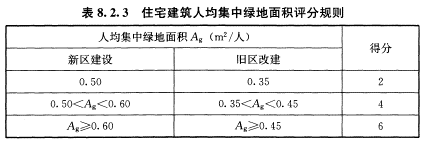 表 8.2.3 住宅建筑人均集中绿地面积评分规则
人均集中绿地面积 Ag（m²/人） 得分
新区建设 旧区改建
0.50 0.35 2
0.50<Ag<0.60 0.35<Ag<0.45 4
Ag≥0.60 Ag≥0.45 6